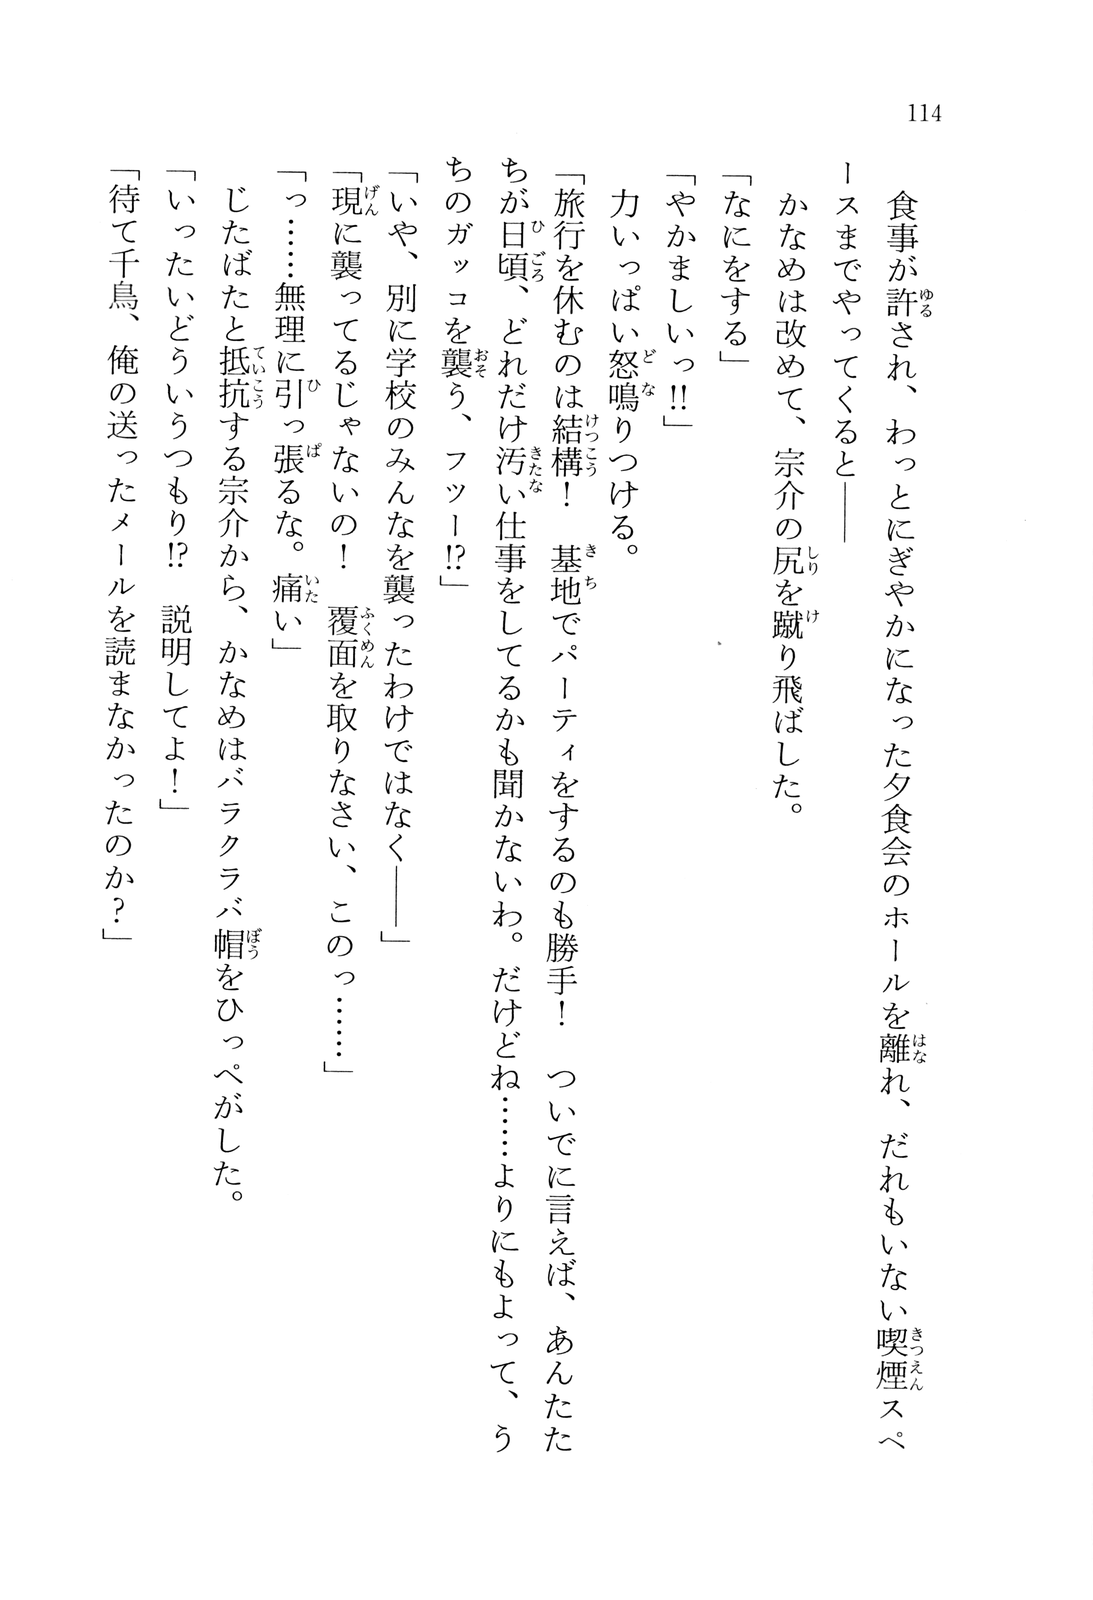 114
食事が許され、わっとにぎやかになった夕食会のホールを離れ、だれもいない喫煙スペ
ースまでやってくると――
かなめは改めて、宗介の尻を蹴り飛ばした。
「なにをする」
「やかましいっ!!」
力いっぱい怒鳴りつける。
「旅行を休むのは結構！　基地でパーティをするのも勝手！　ついでに言えば、あんたた
ちが日頃、どれだけ汚い仕事をしてるかも聞かないわ。だけどね……よりにもよって、う
ちのガッコを襲う、フツー!?」
「いや、別に学校のみんなを襲ったわけではなく――」
「現に襲ってるじゃないの！　覆面を取りなさい、このっ……」
「っ……無理に引っ張るな。痛い」
じたばたと抵抗する宗介から、かなめはバラクラバ帽をひっぺがした。
「いったいどういうつもり!?　説明してよ！」
「待て千鳥、俺の送ったメールを読まなかったのか？」